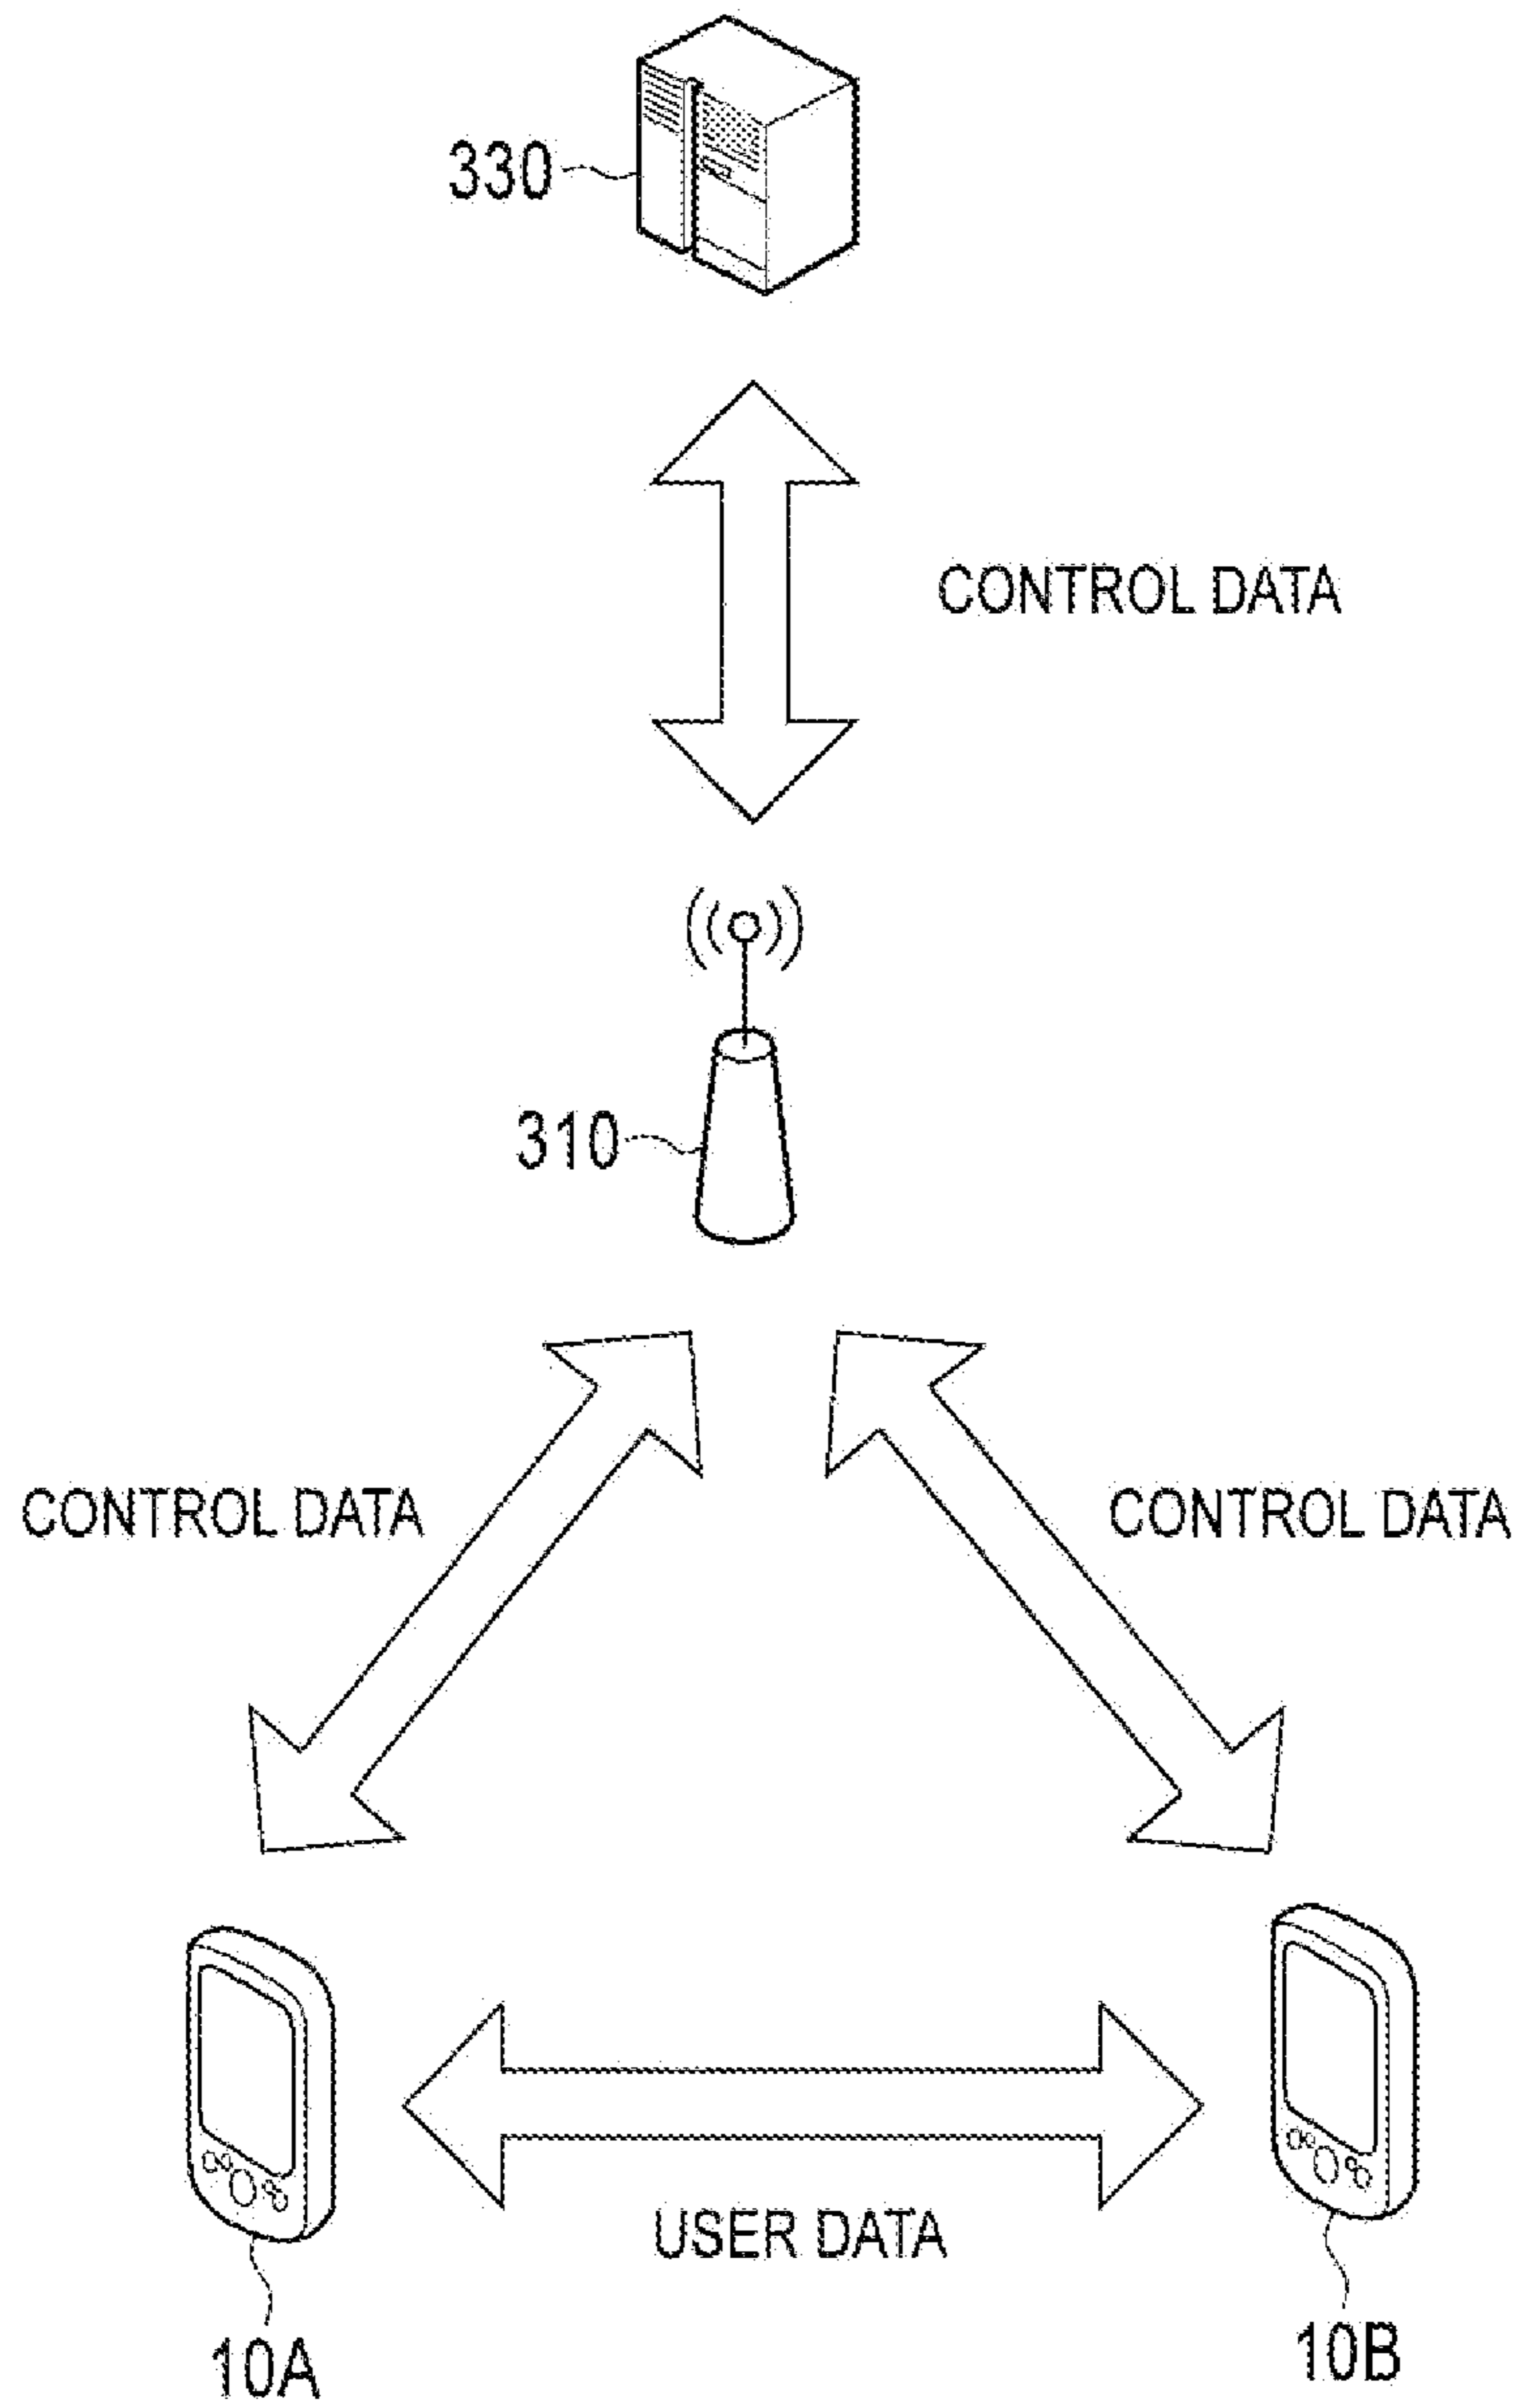 330
CONTROL DATA
310
CONTROL DATA
CONTROL DATA
USER DATA
10A
10B